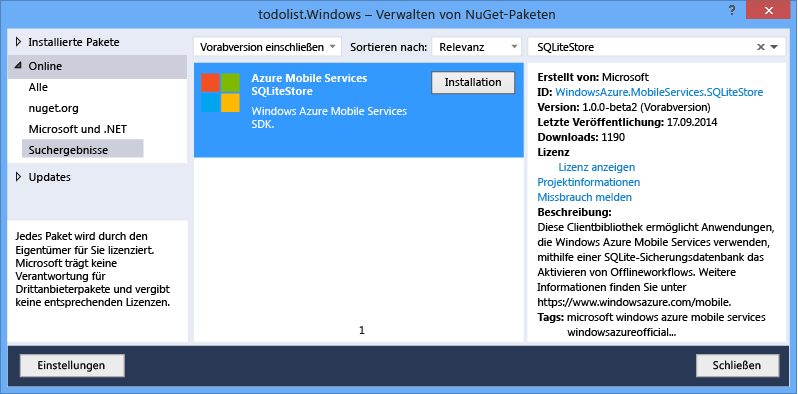 todolist.Windows – Verwalten von NuGet-Paketen
?
Installierte Pakete
Online
Alle
nuget.org
Microsoft und .NET
Suchergebnisse
Updates
Jedes Paket wird durch den
Eigentümer für Sie lizenziert.
Microsoft trägt keine
Verantwortung für
Drittanbieterpakete und vergibt
keine entsprechenden Lizenzen.
Vorabversion einschließen
Sortieren nach:
Relevanz
Azure Mobile Services
SQLiteStore
Windows Azure Mobile Services
SDK.
Installation
1
SQLiteStore
Erstellt von: Microsoft
ID: WindowsAzure.MobileServices.SQLiteStore
Version: 1.0.0-beta2 (Vorabversion)
Letzte Veröffentlichung: 17.09.2014
Downloads: 1190
Lizenz
Lizenz anzeigen
Projektinformationen
Missbrauch melden
Beschreibung:
Diese Clientbibliothek ermöglicht Anwendungen,
die Windows Azure Mobile Services verwenden,
mithilfe einer SQLite-Sicherungsdatenbank das
Aktivieren von Offlineworkflows. Weitere
Informationen finden Sie unter
https://www.windowsazure.com/mobile.
Tags: microsoft windows azure mobile services
windowsazureofficial...
Einstellungen
Schließen